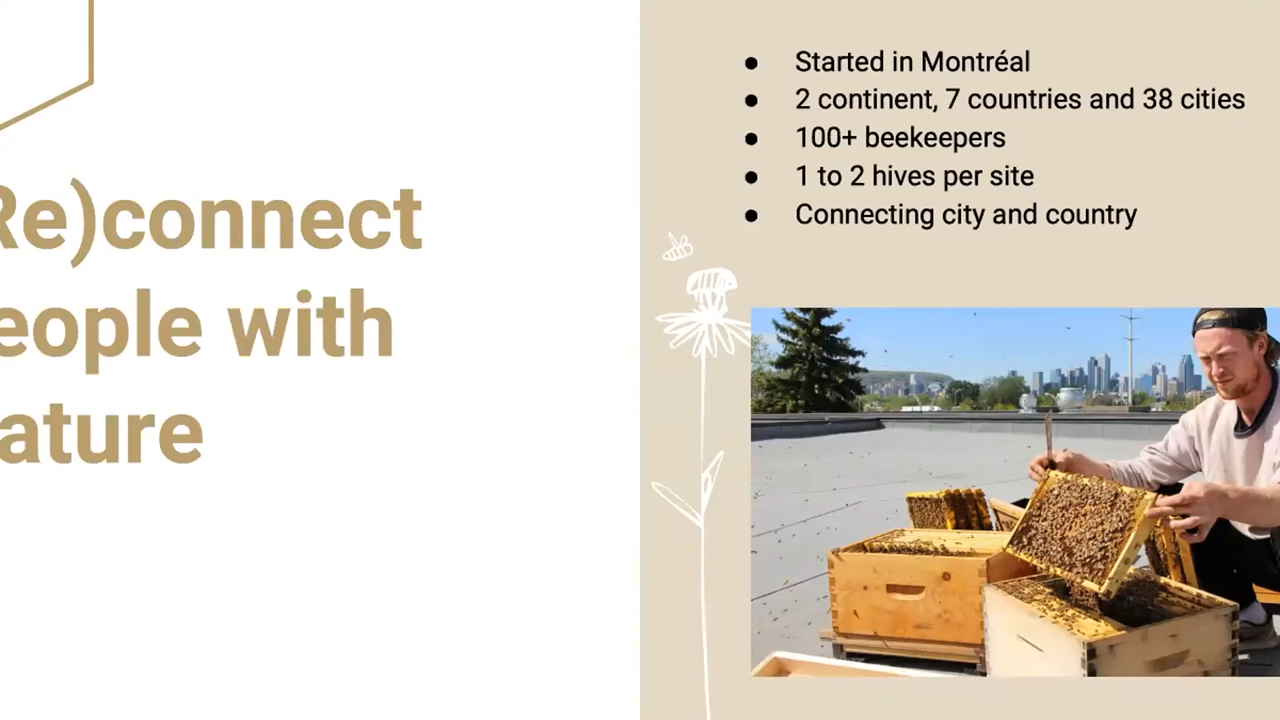 Re)connect
eople with
ature
● Started in Montréal
● 2 continent, 7 countries and 38 cities
● 100+ beekeepers
● 1 to 2 hives per site
● Connecting city and country